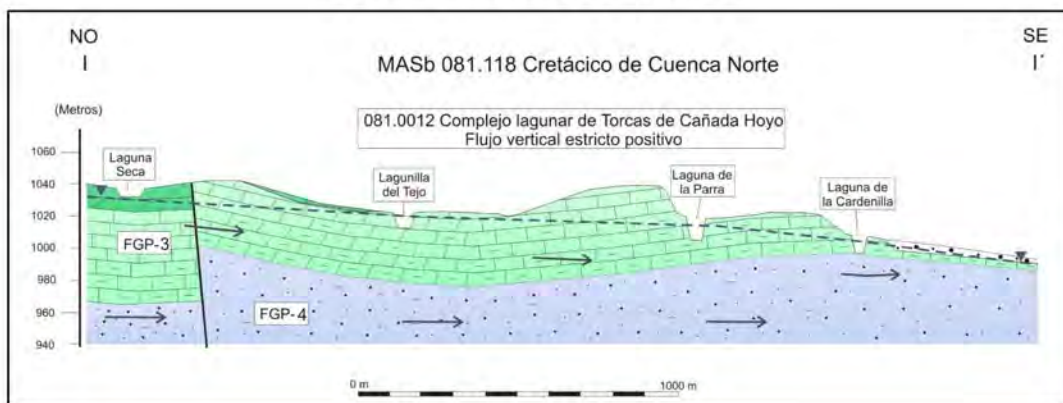 NO
I
SE
I´
MASb 081.118 Cretácico de Cuenca Norte
(Metros)
081.0012 Complejo lagunar de Torcas de Cañada Hoyo
Flujo vertical estricto positivo
1060
1040
1020
1000
980
960
940
Laguna
Seca
Lagunilla
del Tejo
Laguna de
la Parra
Laguna de
la Cardenilla
FGP-3
FGP-4
0 m
1000 m